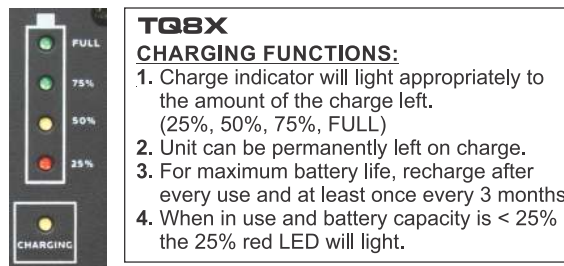 FULL
75%
50%
25%
CHARGING
TQ8X
CHARGING FUNCTIONS:
1. Charge indicator will light appropriately to
the amount of the charge left.
(25%, 50%, 75%, FULL)
2. Unit can be permanently left on charge.
3. For maximum battery life, recharge after
every use and at least once every 3 months
4. When in use and battery capacity is < 25%
the 25% red LED will light.